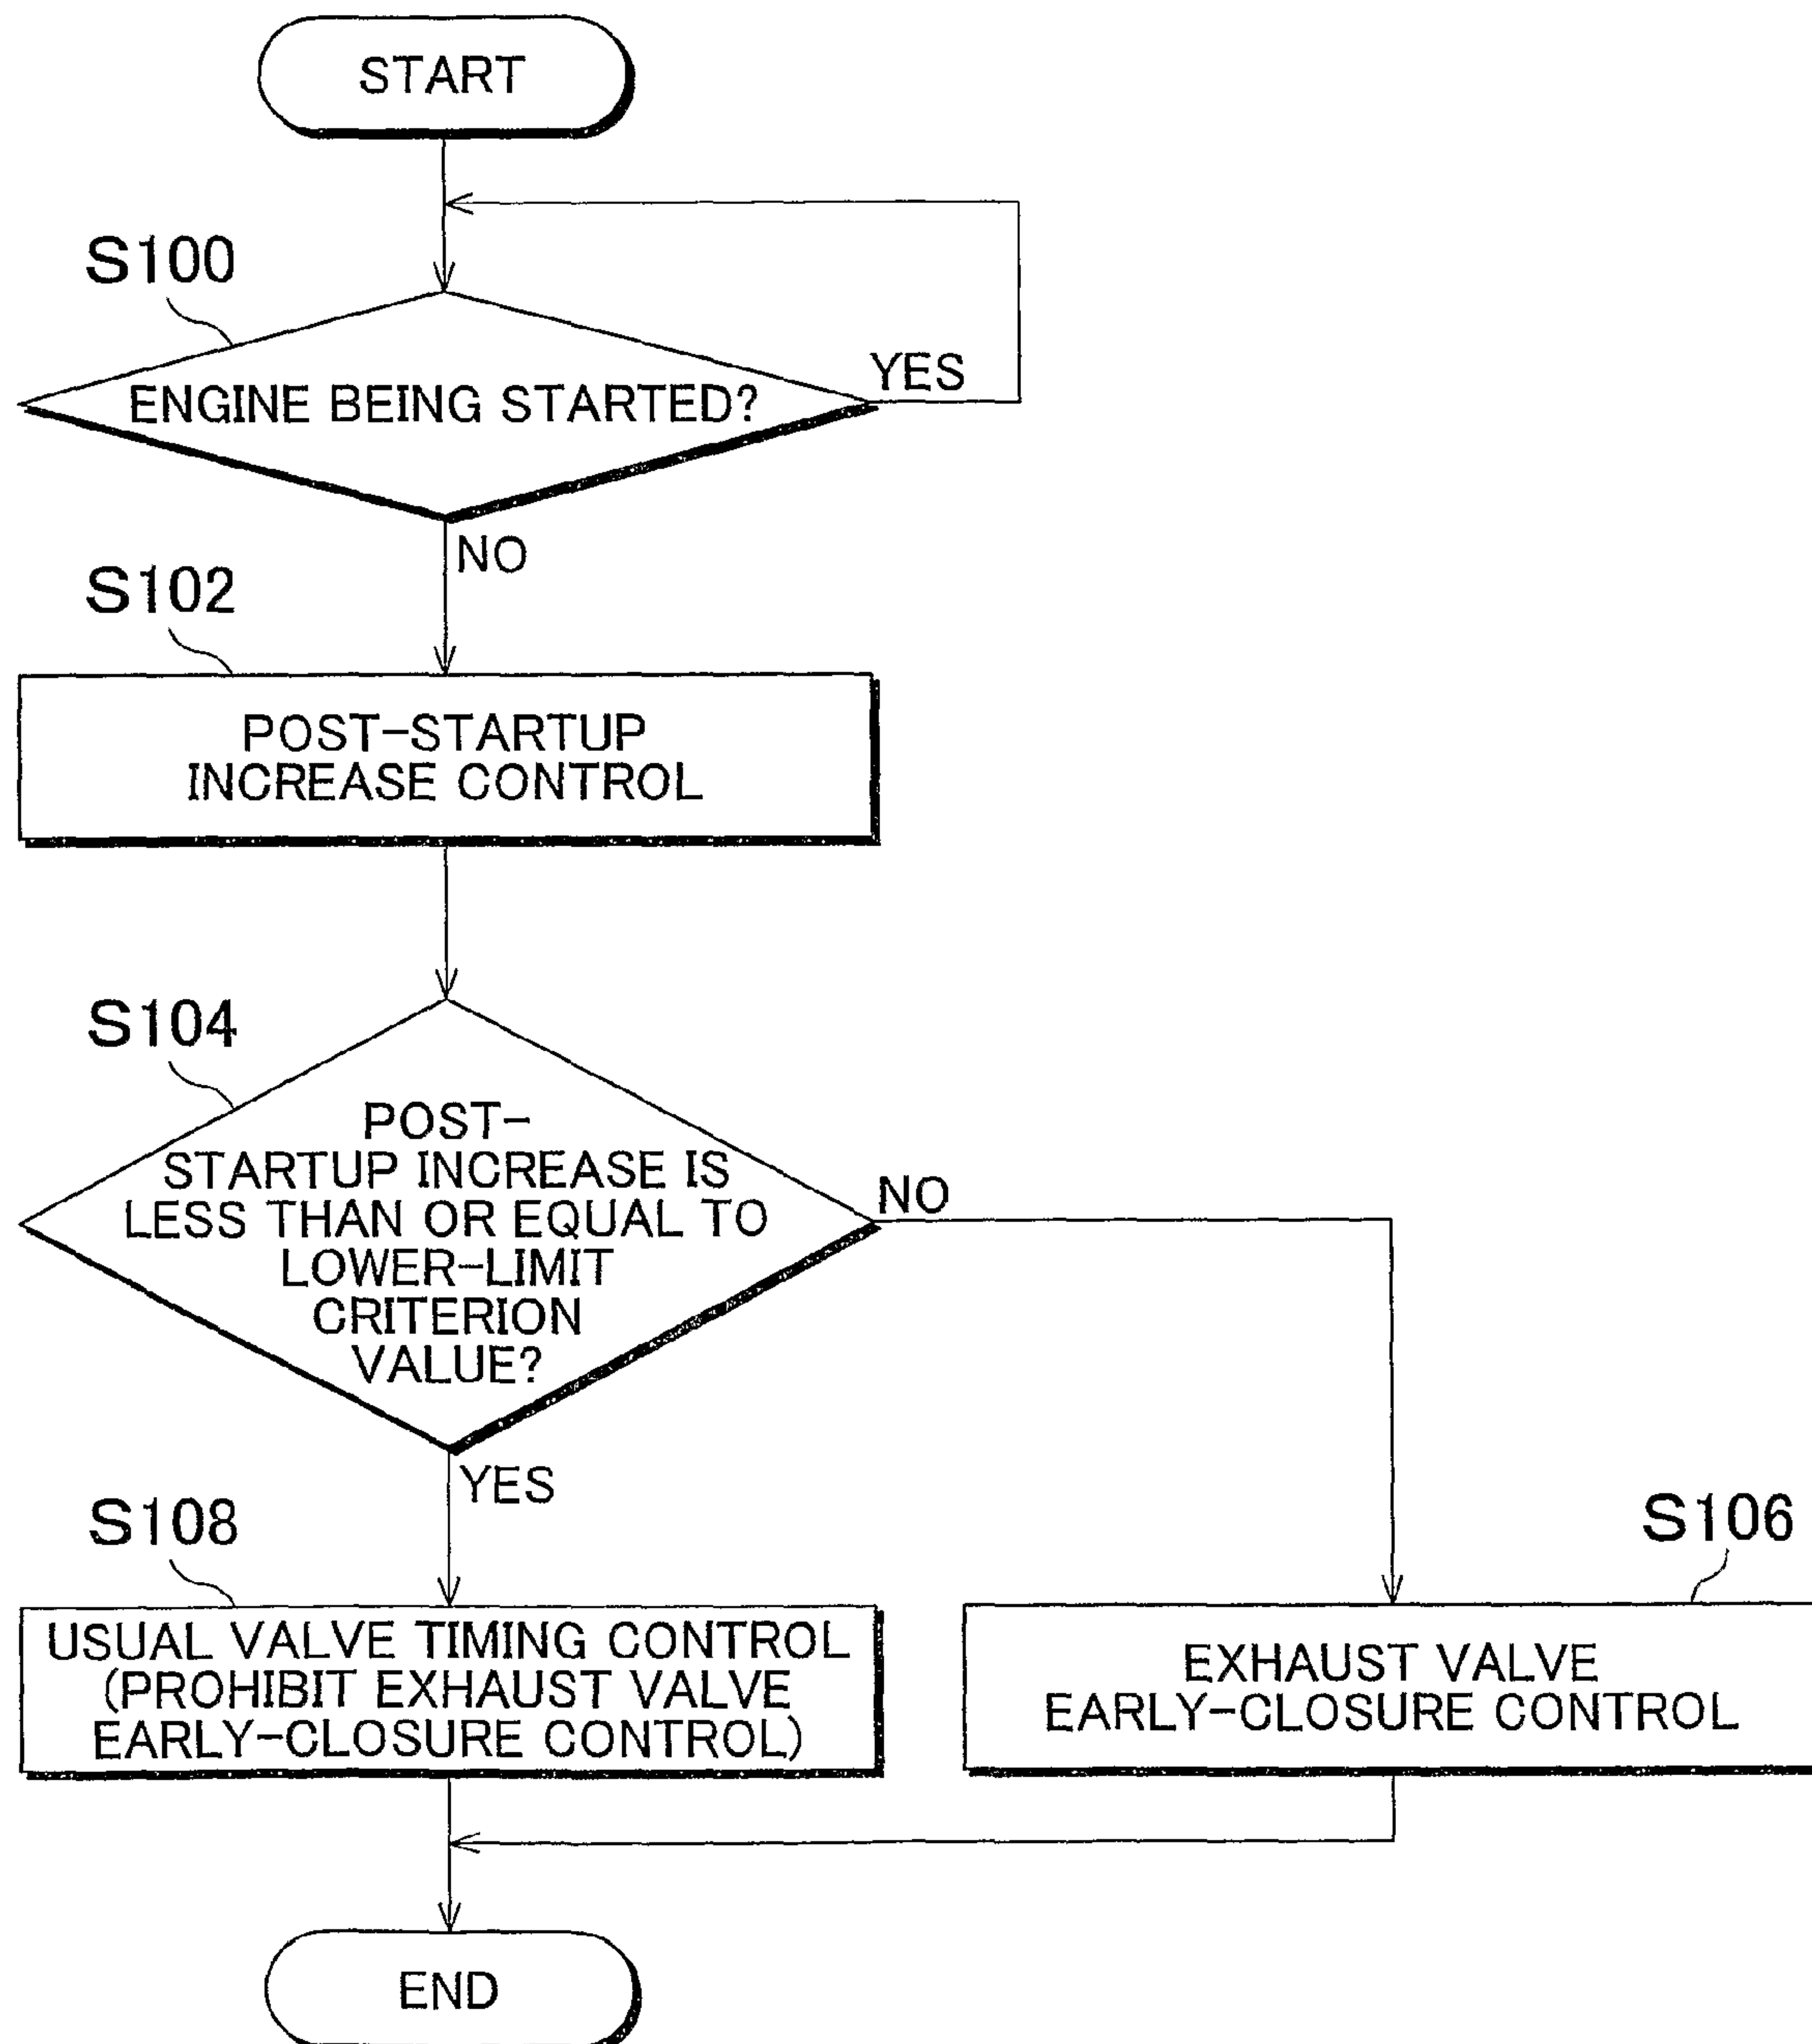 START
S100
YES
ENGINE BEING STARTED?
NO
S102
POST-STARTUP
INCREASE CONTROL
S104
POST-
STARTUP INCREASE IS
LESS THAN OR EQUAL TO
LOWER-LIMIT
CRITERION
VALUE?
NO
YES
S108
S106
USUAL VALVE TIMING CONTROL
(PROHIBIT EXHAUST VALVE
EARLY-CLOSURE CONTROL)
EXHAUST VALVE
EARLY-CLOSURE CONTROL
END